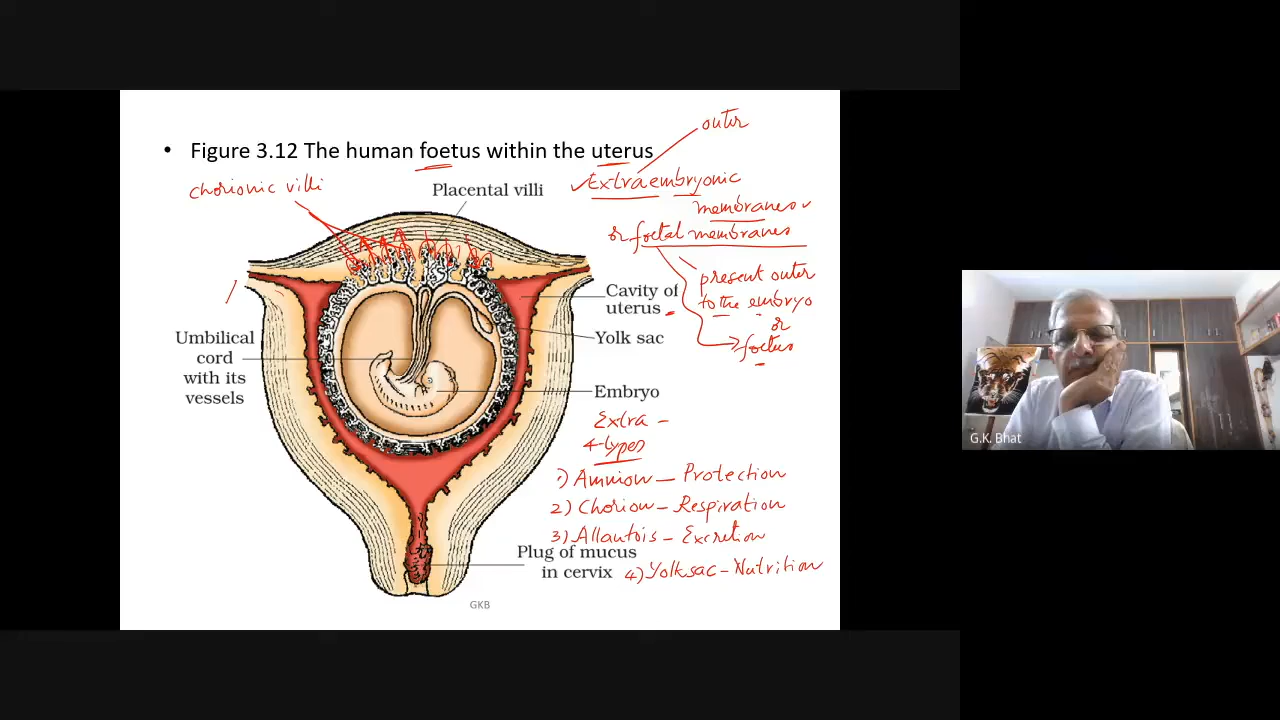 outer
• Figure 3.12 The human foetus within the uterus
chorionic villi
Placental villi
Extraembryonic
membranes
or foetal membranes
present outer
to the embryo
or
foetus
Cavity of
uterus
Yolk sac
Umbilical
cord
with its
vessels
Embryo
Extra -
4-types
1) Amnion - Protection
2) Chorion - Respiration
3) Allantois - Excretion
Plug of mucus
in cervix
4) Yolksac - Nutrition
GKB
G.K. Bhat